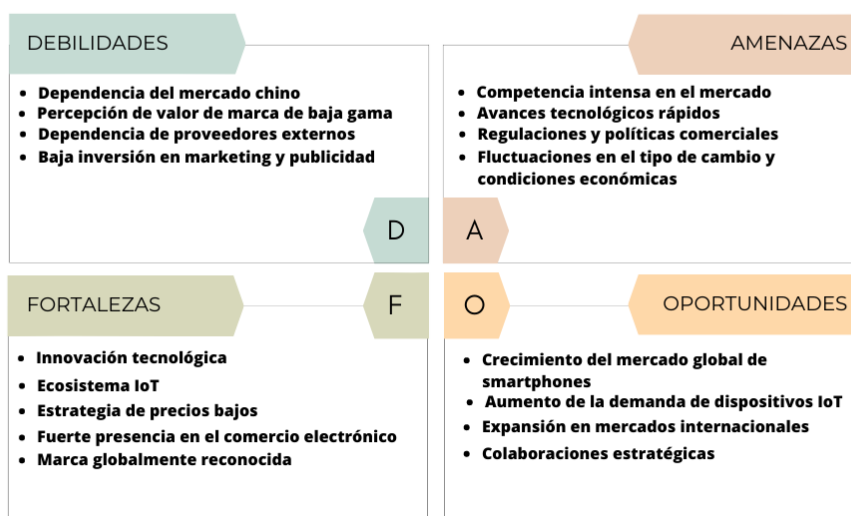 DEBILIDADES
• Dependencia del mercado chino
• Percepción de valor de marca de baja gama
• Dependencia de proveedores externos
• Baja inversión en marketing y publicidad
D
AMENAZAS
• Competencia intensa en el mercado
• Avances tecnológicos rápidos
• Regulaciones y políticas comerciales
• Fluctuaciones en el tipo de cambio y
condiciones económicas
A
FORTALEZAS
F
• Innovación tecnológica
• Ecosistema IoT
• Estrategia de precios bajos
• Fuerte presencia en el comercio electrónico
• Marca globalmente reconocida
O
OPORTUNIDADES
• Crecimiento del mercado global de
smartphones
• Aumento de la demanda de dispositivos IoT
• Expansión en mercados internacionales
• Colaboraciones estratégicas